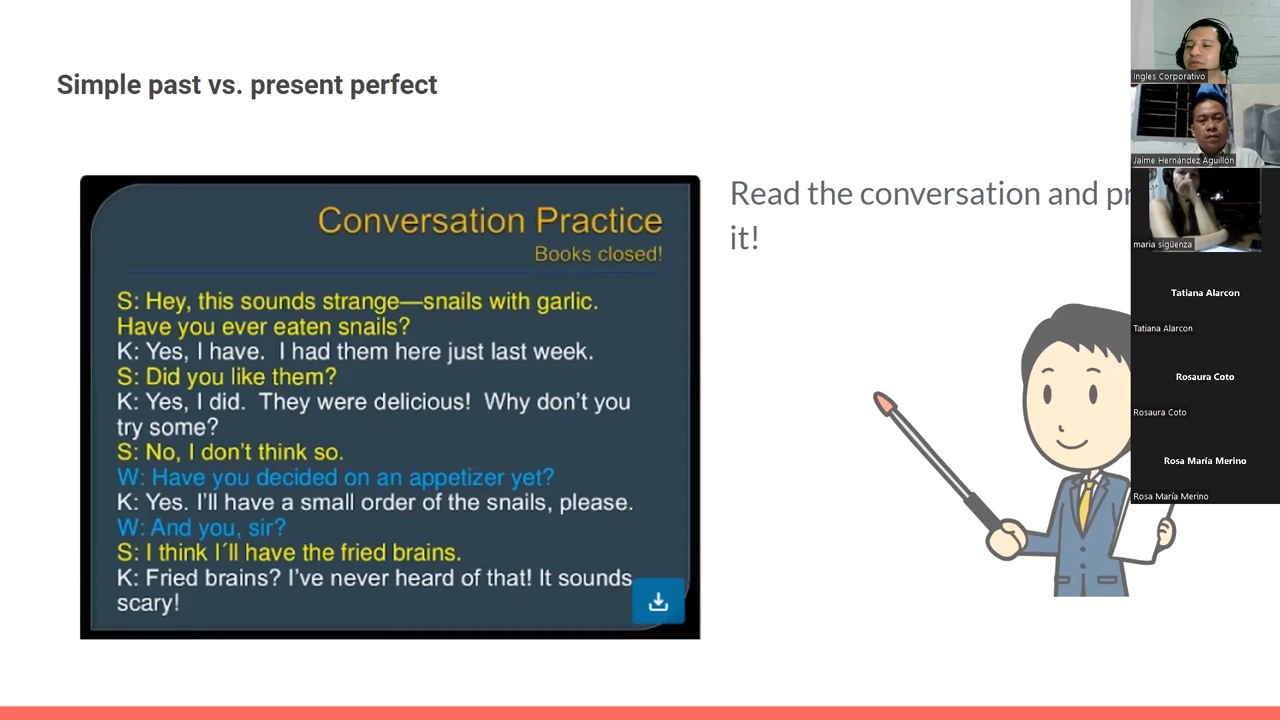 Simple past vs. present perfect
Conversation Practice
Books closed!
S: Hey, this sounds strange—snails with garlic.
Have you ever eaten snails?
K: Yes, I have.  I had them here just last week.
S: Did you like them?
K: Yes, I did.  They were delicious!  Why don't you
try some?
S: No, I don't think so.
W: Have you decided on an appetizer yet?
K: Yes. I'll have a small order of the snails, please.
W: And you, sir?
S: I think I´ll have the fried brains.
K: Fried brains? I've never heard of that! It sounds
scary!
Read the conversation and
it!
Ingles Corporativo
Jaime Hernández Aguillón
maria sigüenza
Tatiana Alarcon
Tatiana Alarcon
Rosaura Coto
Rosaura Coto
Rosa María Merino
Rosa María Merino